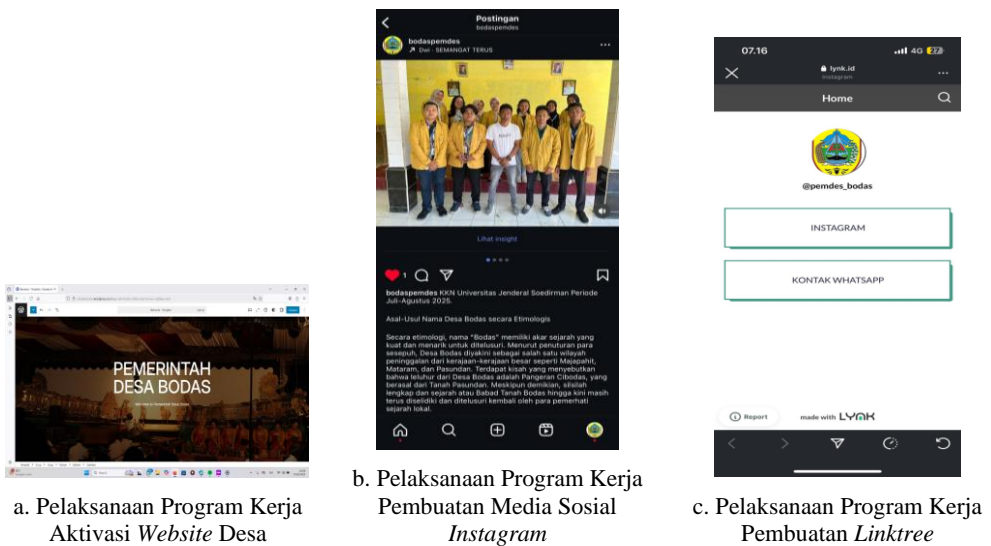 PEMERINTAH
DESA BODAS
a. Pelaksanaan Program Kerja
Aktivasi Website Desa
Postingan
bodaspemdes
bodaspemdes
Dwi · SEMANGAT TERUS
Lihat insight
1
bodaspemdes KKN Universitas Jenderal Soedirman Periode
Juli-Agustus 2025.
Asal-Usul Nama Desa Bodas secara Etimologis
Secara etimologi, nama "Bodas" memiliki akar sejarah yang
kuat dan menarik untuk ditelusuri. Menurut penuturan para
sesepuh, Desa Bodas diyakini sebagai salah satu wilayah
peninggalan dari kerajaan-kerajaan besar seperti Majapahit,
Mataram, dan Pasundan. Terdapat kisah yang menyebutkan
bahwa leluhur dari Desa Bodas adalah Pangeran Cibodas, yang
berasal dari Tanah Pasundan. Meskipun demikian, silsilah
lengkap dan sejarah atau Babad Tanah Bodas hingga kini masih
terus diselidiki dan ditelusuri kembali oleh para pemerhati
sejarah lokal.
b. Pelaksanaan Program Kerja
Pembuatan Media Sosial
Instagram
07.16
4G 27
lynk.id
Instagram
Home
@pemdes_bodas
INSTAGRAM
KONTAK WHATSAPP
Report
made with LYNK
c. Pelaksanaan Program Kerja
Pembuatan Linktree